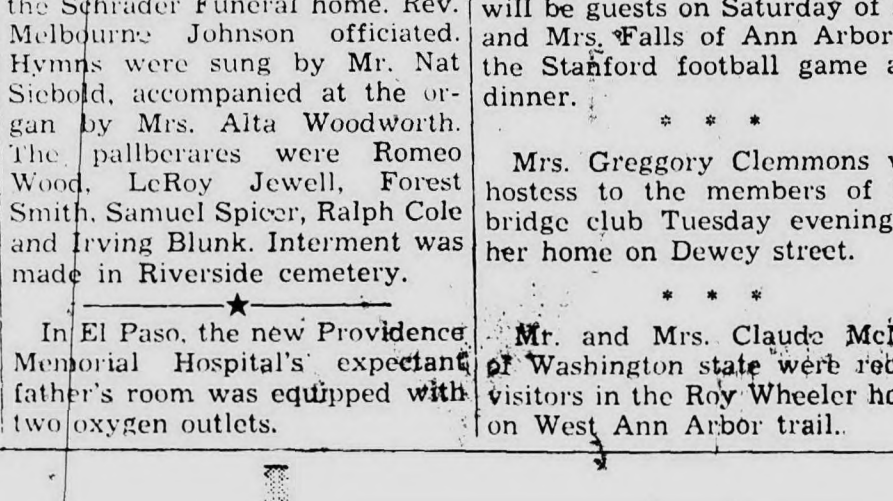 the Schrader Funeral home. Rev.
Melbourne Johnson officiated.
Hymns were sung by Mr. Nat
Siebold, accompanied at the or-
gan by Mrs. Alta Woodworth.
The pallberares were Romeo
Wood, LeRoy Jewell, Forest
Smith, Samuel Spicer, Ralph Cole
and Irving Blunk. Interment was
made in Riverside cemetery.
In El Paso, the new Providence
Memorial Hospital's expectant
father's room was equipped with
two oxygen outlets.
will be guests on Saturday of
and Mrs. Falls of Ann Arbor
the Stanford football game
dinner.
* * *
Mrs. Greggory Clemmons
hostess to the members of
bridge club Tuesday evening
her home on Dewey street.
* * *
Mr. and Mrs. Claude
of Washington state were
visitors in the Roy Wheeler
on West Ann Arbor trail.